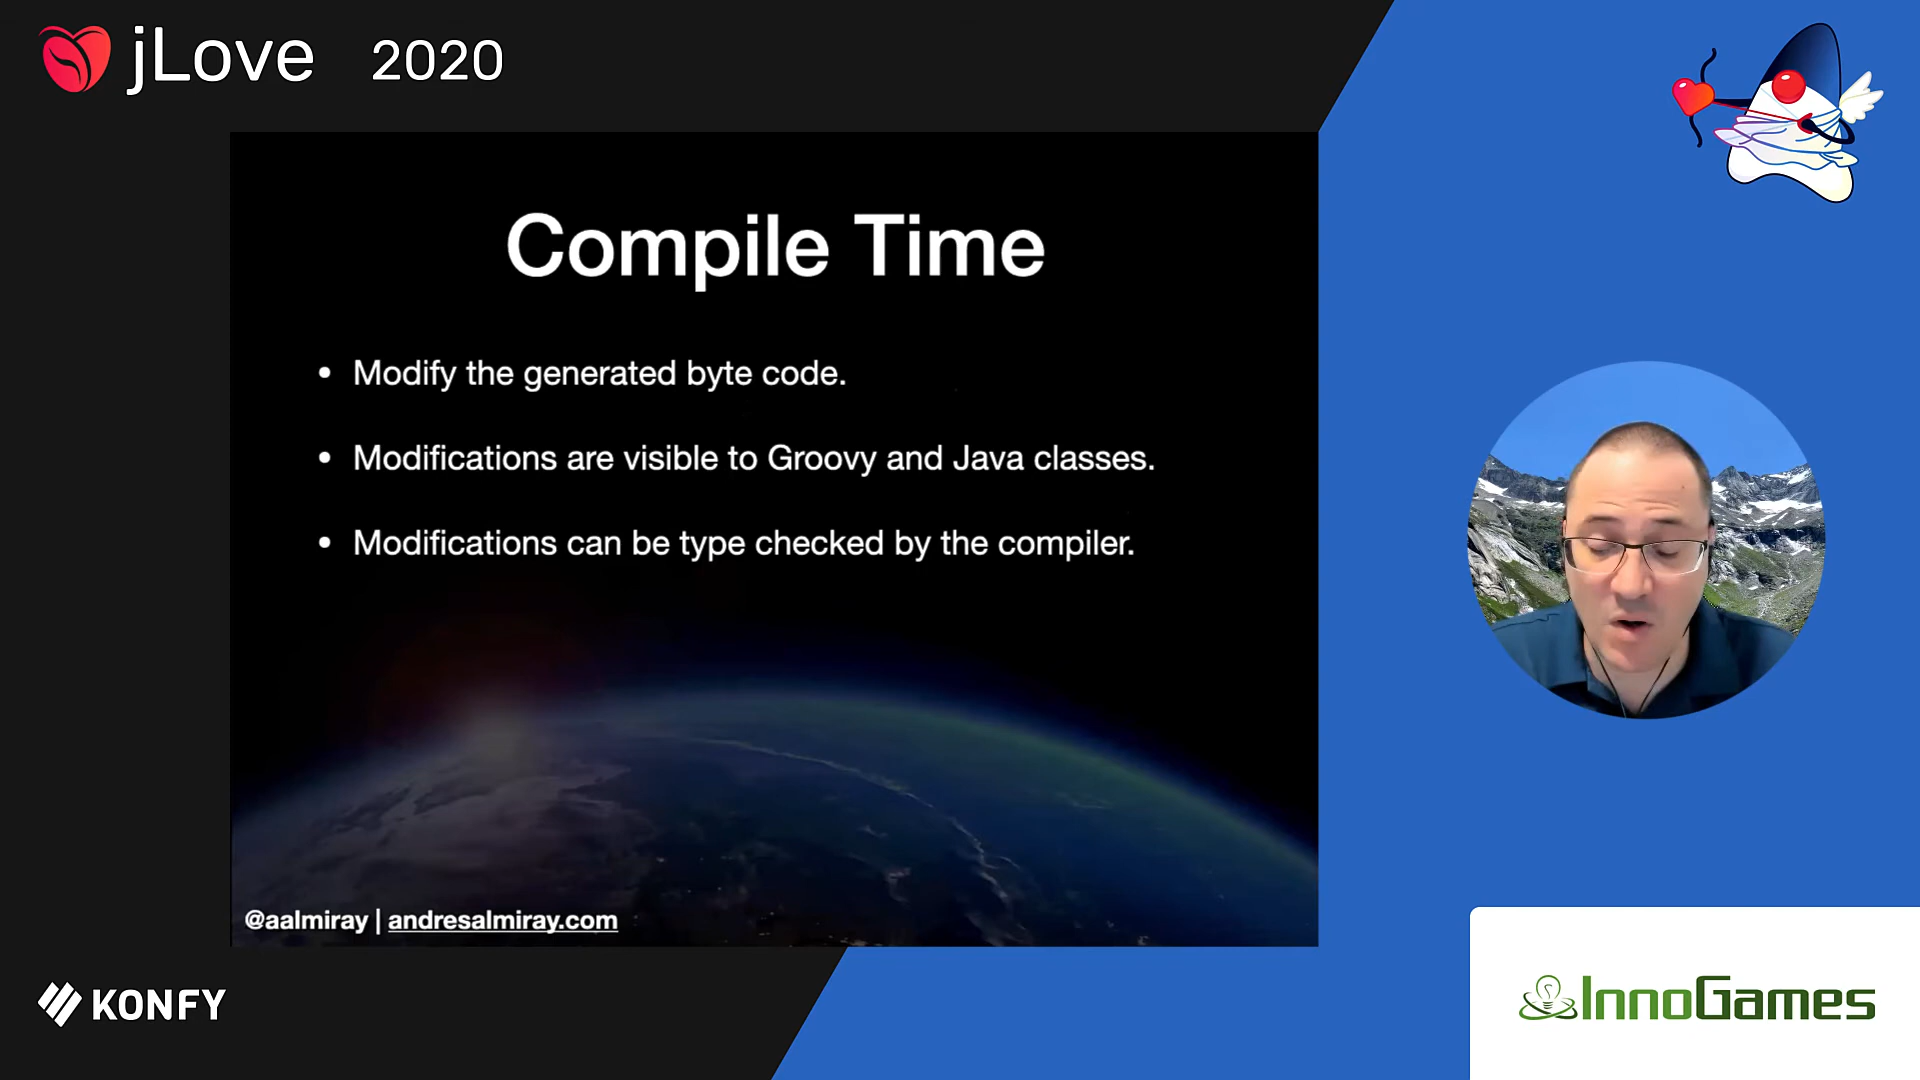 jLove 2020
Compile Time
• Modify the generated byte code.
• Modifications are visible to Groovy and Java classes.
• Modifications can be type checked by the compiler.
@aalmiray | andresalmiray.com
KONFY
InnoGames